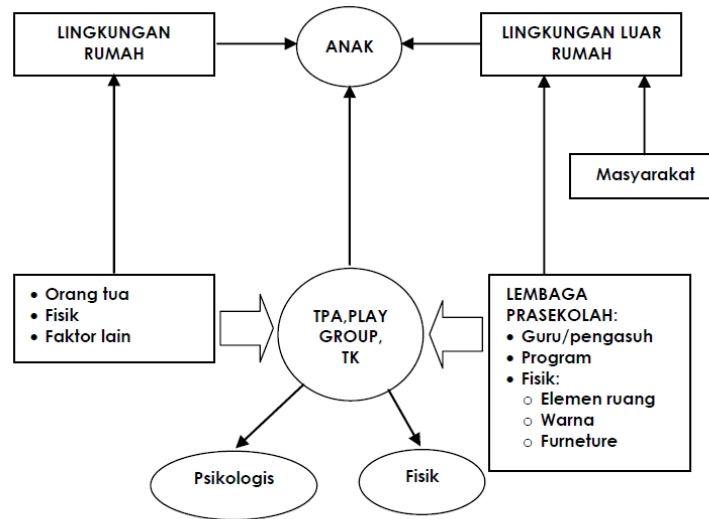 LINGKUNGAN
RUMAH
ANAK
LINGKUNGAN LUAR
RUMAH
Masyarakat
• Orang tua
• Fisik
• Faktor lain
TPA,PLAY
GROUP,
TK
LEMBAGA
PRASEKOLAH:
• Guru/pengasuh
• Program
• Fisik:
o Elemen ruang
o Warna
o Furneture
Psikologis
Fisik